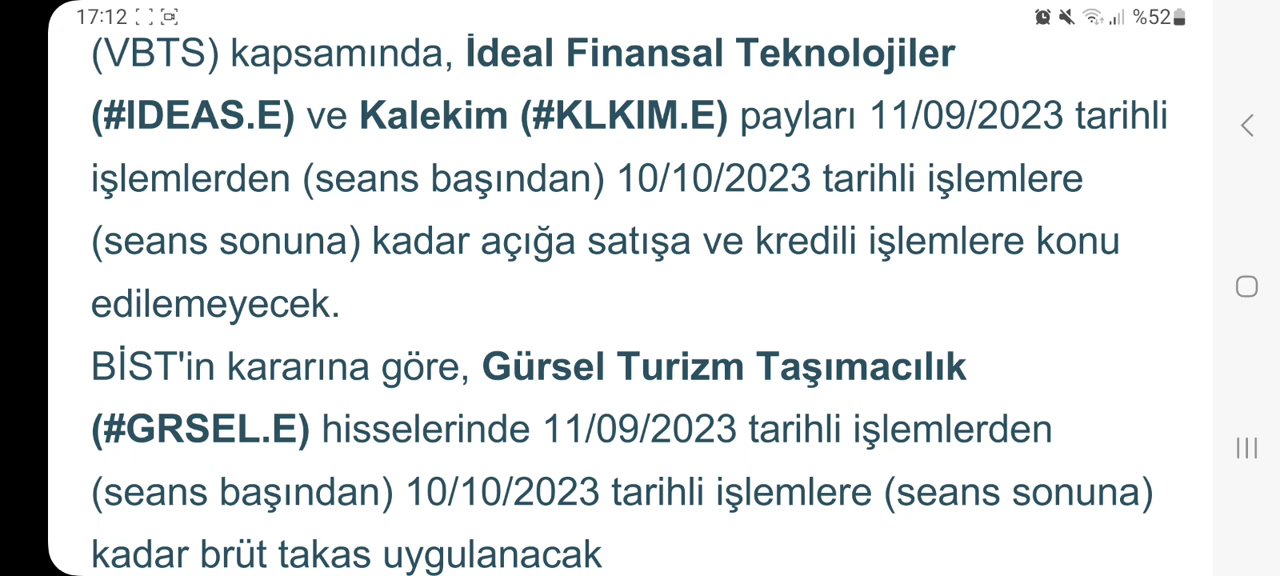 17:12 %52
(VBTS) kapsamında, İdeal Finansal Teknolojiler
(#IDEAS.E) ve Kalekim (#KLKIM.E) payları 11/09/2023 tarihli
işlemlerden (seans başından) 10/10/2023 tarihli işlemlere
(seans sonuna) kadar açığa satışa ve kredili işlemlere konu
edilemeyecek.
BİST'in kararına göre, Gürsel Turizm Taşımacılık
(#GRSEL.E) hisselerinde 11/09/2023 tarihli işlemlerden
(seans başından) 10/10/2023 tarihli işlemlere (seans sonuna)
kadar brüt takas uygulanacak